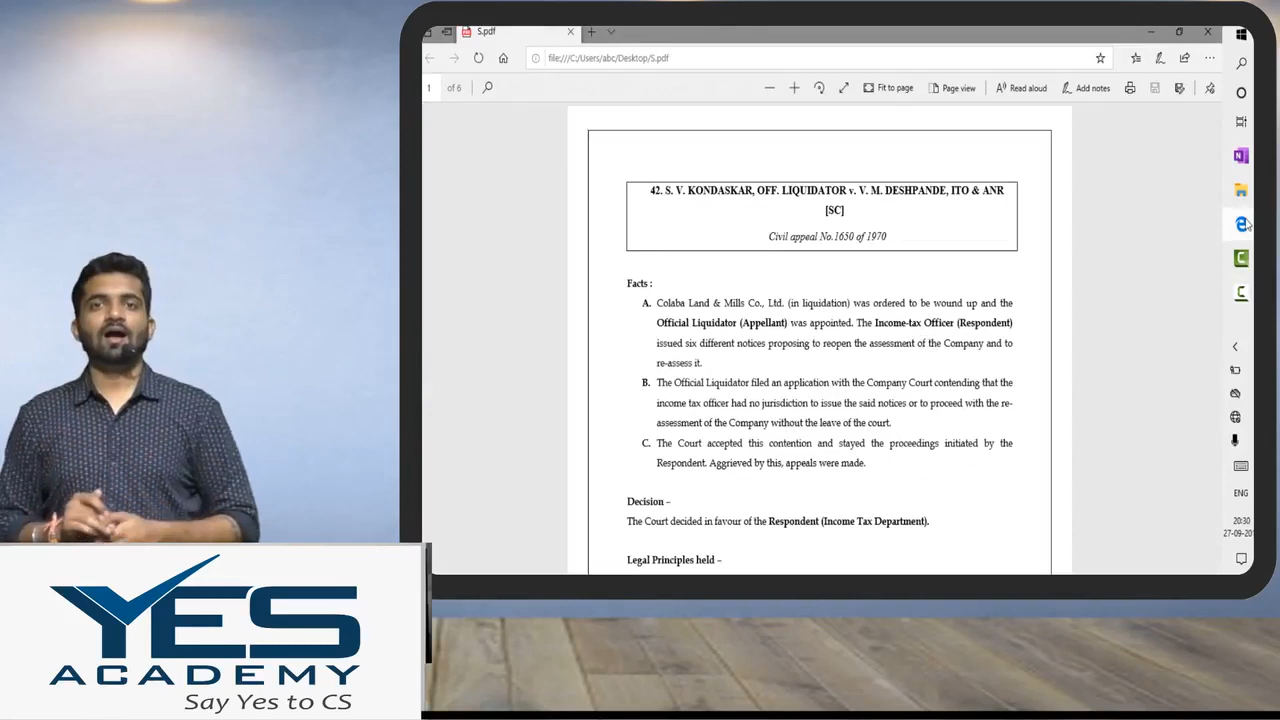 S.pdf
file:///C:/Users/abc/Desktop/S.pdf
1 of 6
Fit to page
Page view
Read aloud
Add notes
42. S. V. KONDASKAR, OFF. LIQUIDATOR v. V. M. DESHPANDE, ITO & ANR
[SC]
Civil appeal No.1650 of 1970
Facts :
A. Colaba Land & Mills Co., Ltd. (in liquidation) was ordered to be wound up and the
Official Liquidator (Appellant) was appointed. The Income-tax Officer (Respondent)
issued six different notices proposing to reopen the assessment of the Company and to
re-assess it.
B. The Official Liquidator filed an application with the Company Court contending that the
income tax officer had no jurisdiction to issue the said notices or to proceed with the re-
assessment of the Company without the leave of the court.
C. The Court accepted this contention and stayed the proceedings initiated by the
Respondent. Aggrieved by this, appeals were made.
Decision –
The Court decided in favour of the Respondent (Income Tax Department).
Legal Principles held –
ENG
20:30
27-09-20
YES
ACADEMY
Say Yes to CS